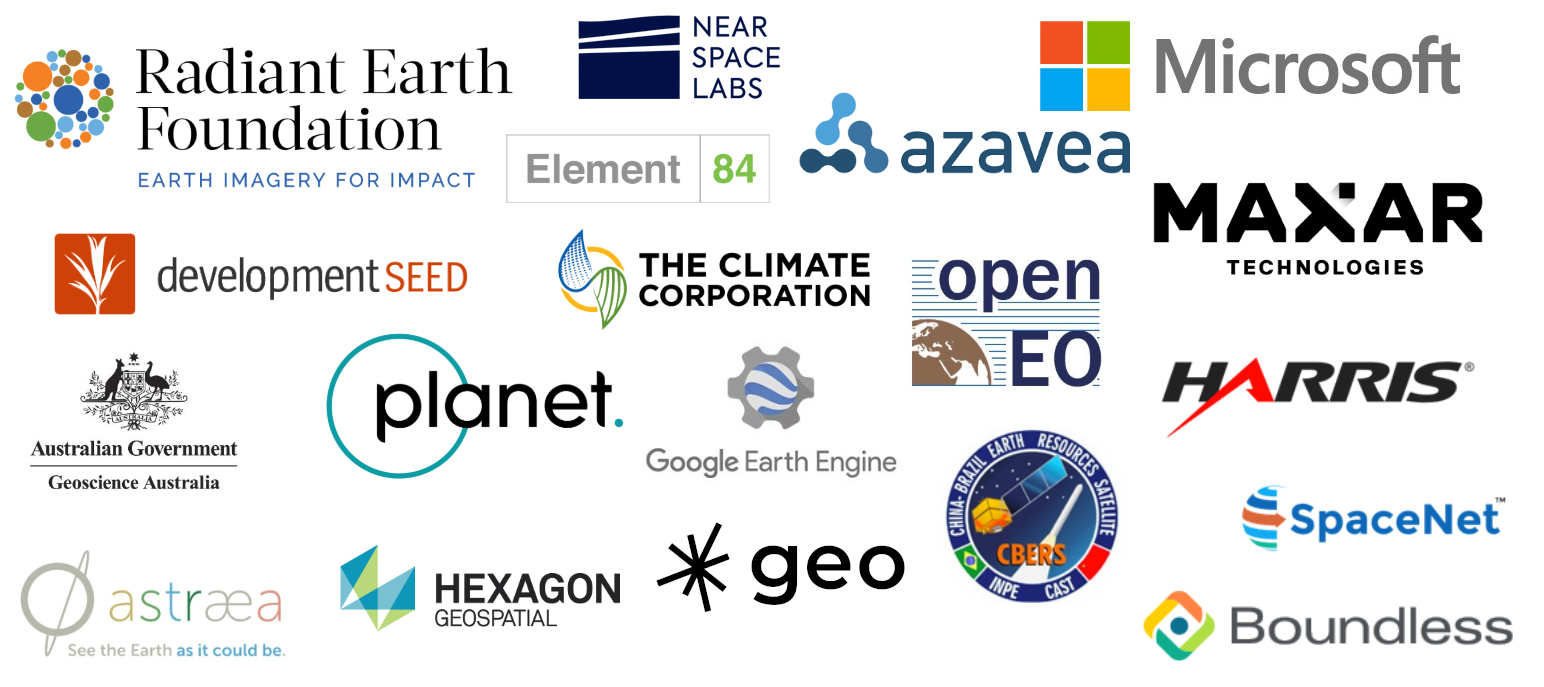 Radiant Earth
Foundation
EARTH IMAGERY FOR IMPACT
NEAR
SPACE
LABS
Microsoft
Element 84
azavea
MAXAR
TECHNOLOGIES
developmentSEED
THE CLIMATE
CORPORATION
open
EO
Australian Government
Geoscience Australia
planet.
Google Earth Engine
HARRIS®
CHINA-BRAZIL EARTH RESOURCES SATELLITE
CBERS
INPE CAST
SpaceNet™
astræa
See the Earth as it could be.
HEXAGON
GEOSPATIAL
geo
Boundless